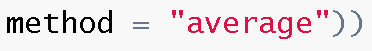 method = "average"))